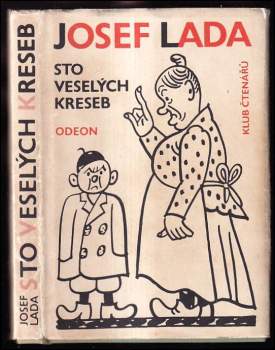 JOSEF LADA
STO
VESELÝCH
KRESEB
ODEON
KLUB ČTENÁŘŮ
JOSEF
LADA
STO VESELÝCH KRESEB